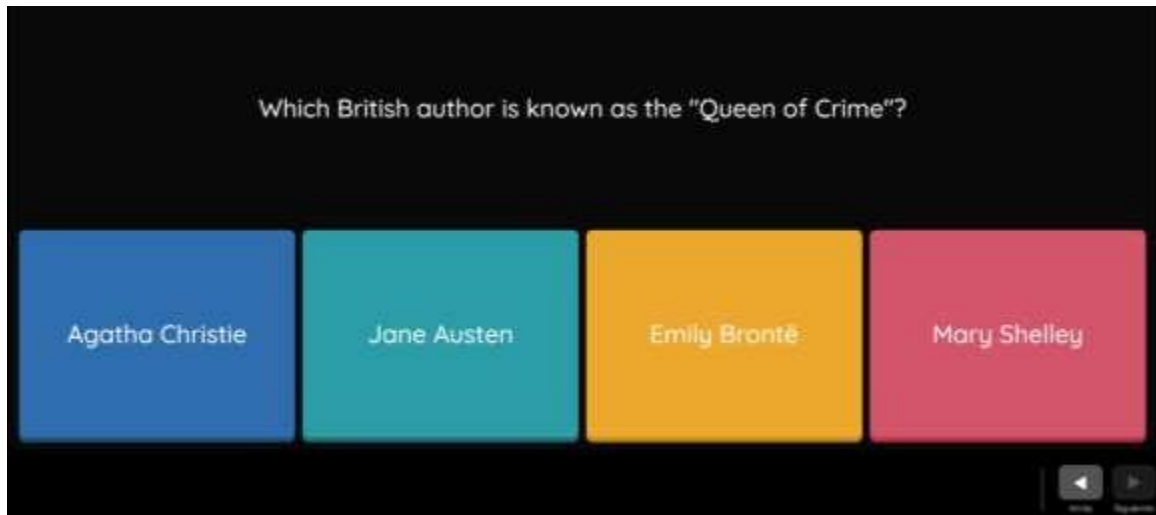 Which British author is known as the "Queen of Crime"?
Agatha Christie
Jane Austen
Emily Brontë
Mary Shelley